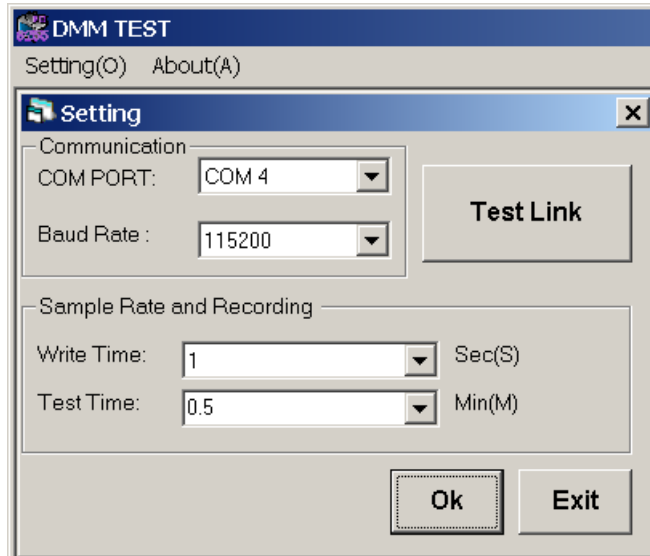 DMM TEST
Setting(O) About(A)
Setting
Communication
COM PORT: COM 4
Baud Rate : 115200
Test Link
Sample Rate and Recording
Write Time: 1 Sec(S)
Test Time: 0.5 Min(M)
Ok Exit